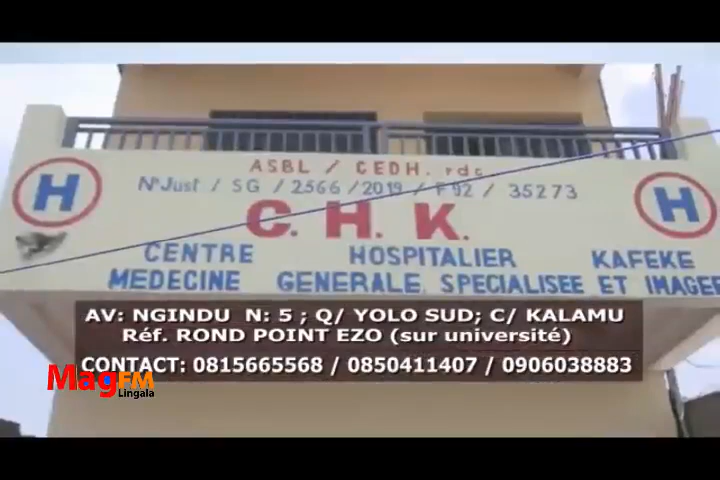 ASBL / CEDH. rdc.
N° Just / SG / 2566 / 2019 / F92 / 35273
H
H
C. H. K.
CENTRE HOSPITALIER KAFEKE
MEDECINE GENERALE, SPECIALISEE ET IMAGER
AV: NGINDU N: 5 ; Q/ YOLO SUD; C/ KALAMU
Réf. ROND POINT EZO (sur université)
CONTACT: 0815665568 / 0850411407 / 0906038883
MagFM
Lingala